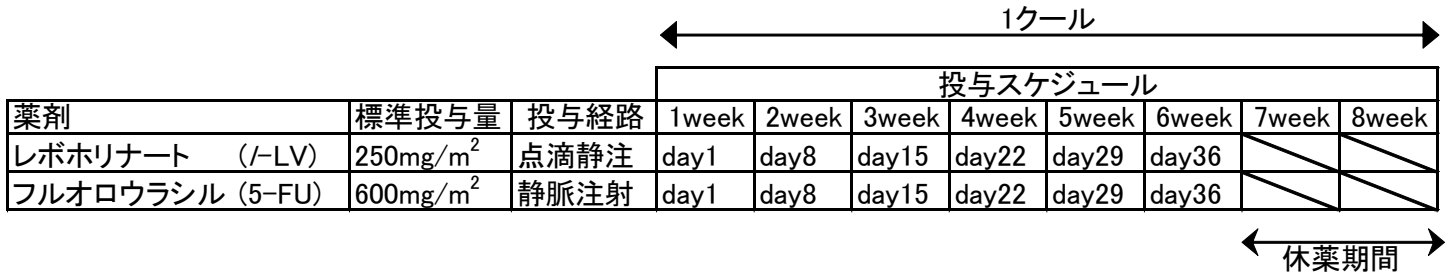 1クール
投与スケジュール
薬剤 標準投与量 投与経路 1week 2week 3week 4week 5week 6week 7week 8week
レボホリナート (l-LV) 250mg/m² 点滴静注 day1 day8 day15 day22 day29 day36
フルオロウラシル (5-FU) 600mg/m² 静脈注射 day1 day8 day15 day22 day29 day36
休薬期間